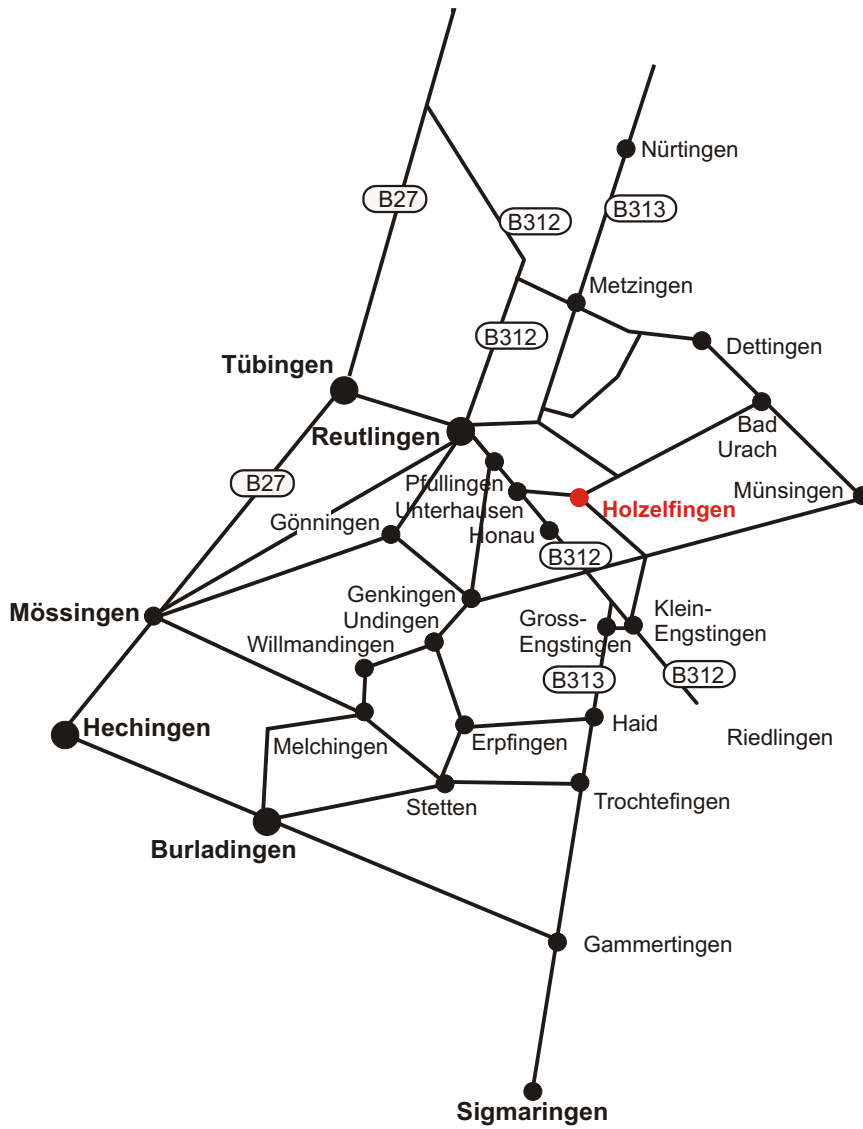 Nürtingen
B27
B313
B312
Metzingen
B312
Dettingen
Tübingen
Bad
Urach
Reutlingen
B27
Pfullingen
Münsingen
Unterhausen
Holzelfingen
Gönningen
Honau
B312
Genkingen
Mössingen
Undingen
Gross-
Engstingen
Klein-
Engstingen
Willmandingen
B313
B312
Hechingen
Haid
Melchingen
Erpfingen
Riedlingen
Stetten
Trochtefingen
Burladingen
Gammertingen
Sigmaringen